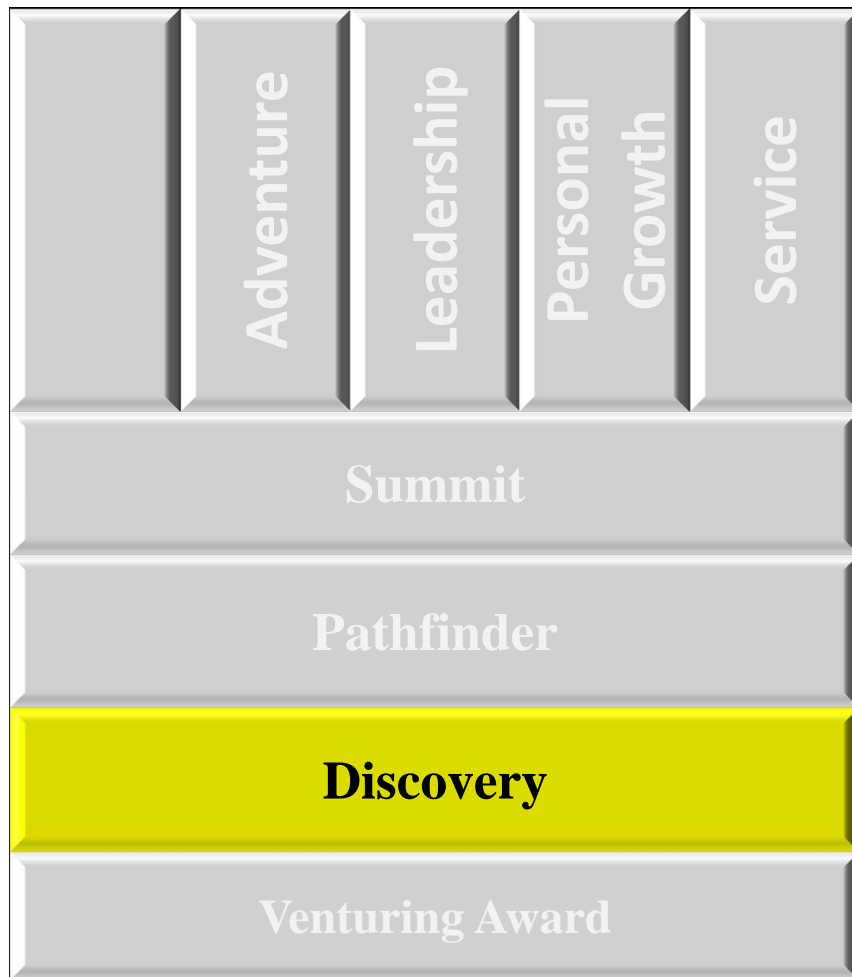 Adventure
Leadership
Personal
Growth
Service
Summit
Pathfinder
Discovery
Venturing Award